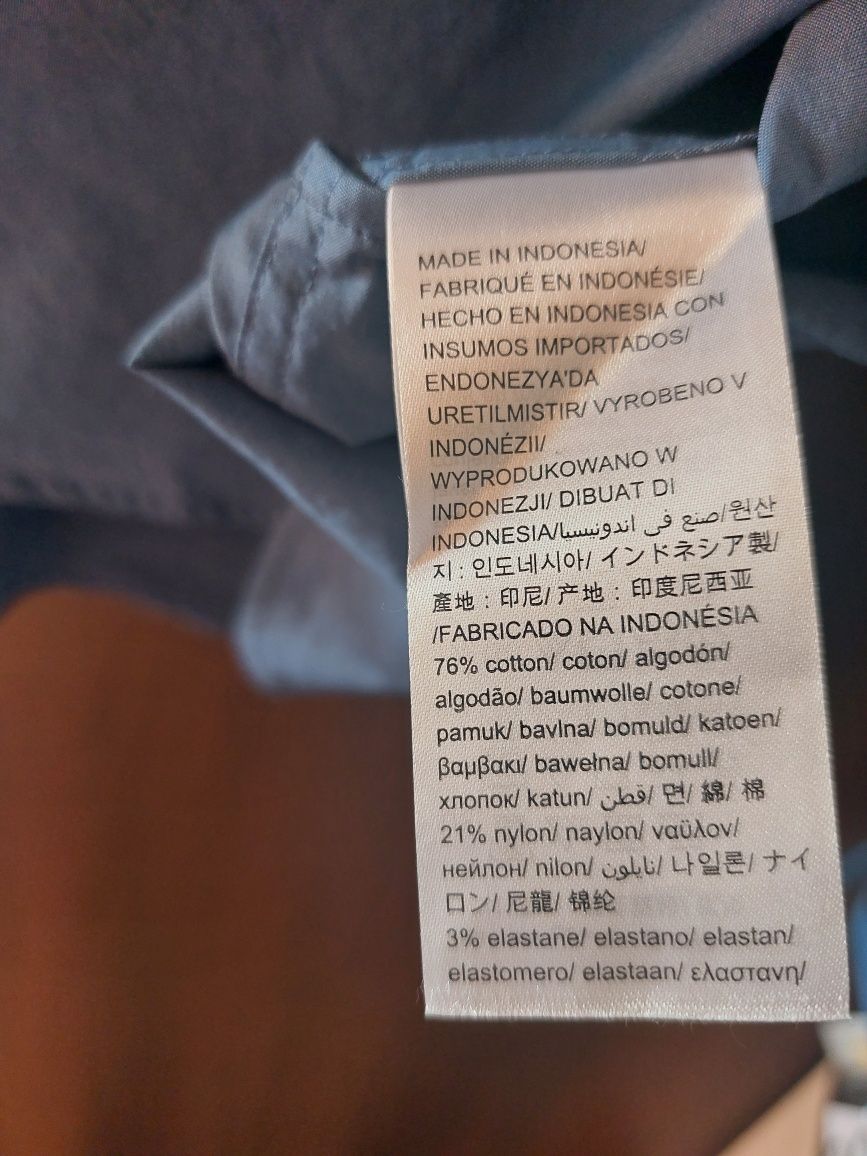 MADE IN INDONESIA/
FABRIQUÉ EN INDONÉSIE/
HECHO EN INDONESIA CON
INSUMOS IMPORTADOS/
ENDONEZYA'DA
URETILMISTIR/ VYROBENO V
INDONÉZII/
WYPRODUKOWANO W
INDONEZJI/ DIBUAT DI
INDONESIA/صنع في اندونيسيا/원산
지 : 인도네시아/ インドネシア製/
產地 : 印尼/ 产地 : 印度尼西亚
/FABRICADO NA INDONÉSIA
76% cotton/ coton/ algodón/
algodão/ baumwolle/ cotone/
pamuk/ bavlna/ bomuld/ katoen/
βαμβακι/ bawełna/ bomull/
хлопок/ katun/ قطن/ 면/ 綿/ 棉
21% nylon/ naylon/ ναϋλον/
нейлон/ nilon/ نايلون/ 나일론/ ナイ
ロン/ 尼龍/ 锦纶
3% elastane/ elastano/ elastan/
elastomero/ elastaan/ ελαστανη/